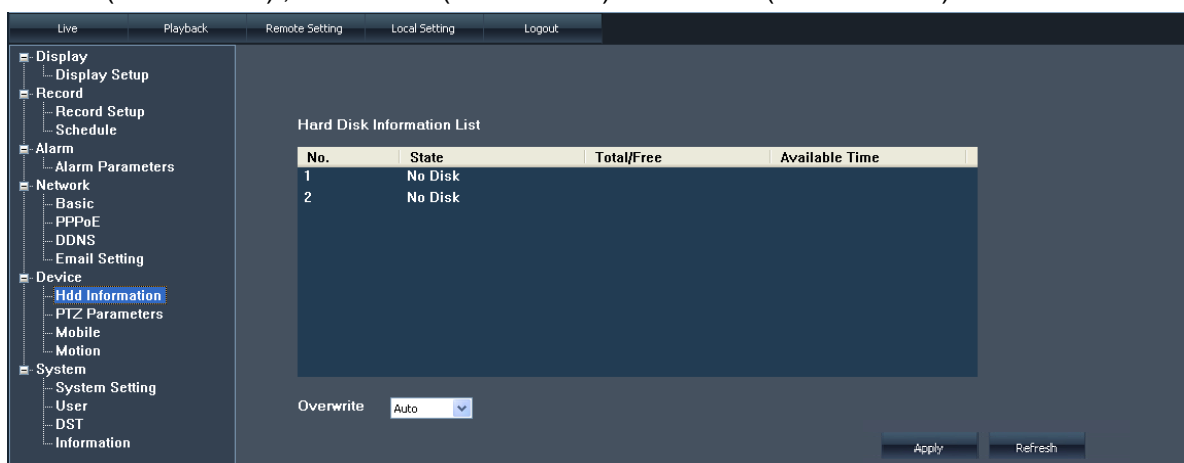 Live Playback Remote Setting Local Setting Logout
Display
Display Setup
Record
Record Setup
Schedule
Alarm
Alarm Parameters
Network
Basic
PPPoE
DDNS
Email Setting
Device
Hdd Information
PTZ Parameters
Mobile
Motion
System
System Setting
User
DST
Information
Hard Disk Information List
No. State Total/Free Available Time
1 No Disk
2 No Disk
Overwrite Auto
Apply Refresh